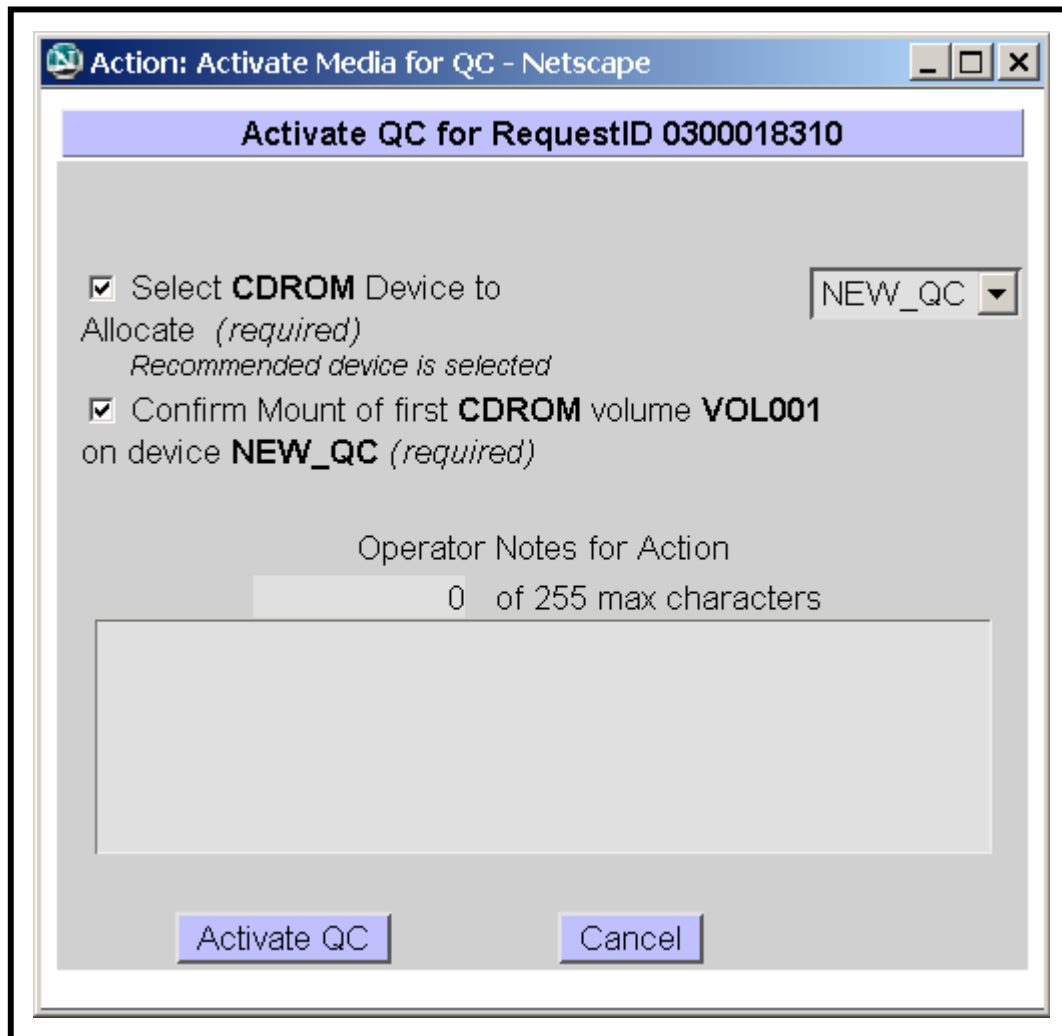 Action: Activate Media for QC - Netscape
Activate QC for RequestID 0300018310
Select CDROM Device to
NEW_QC
Allocate (required)
Recommended device is selected
Confirm Mount of first CDROM volume VOL001
on device NEW_QC (required)
Operator Notes for Action
0 of 255 max characters
Activate QC
Cancel